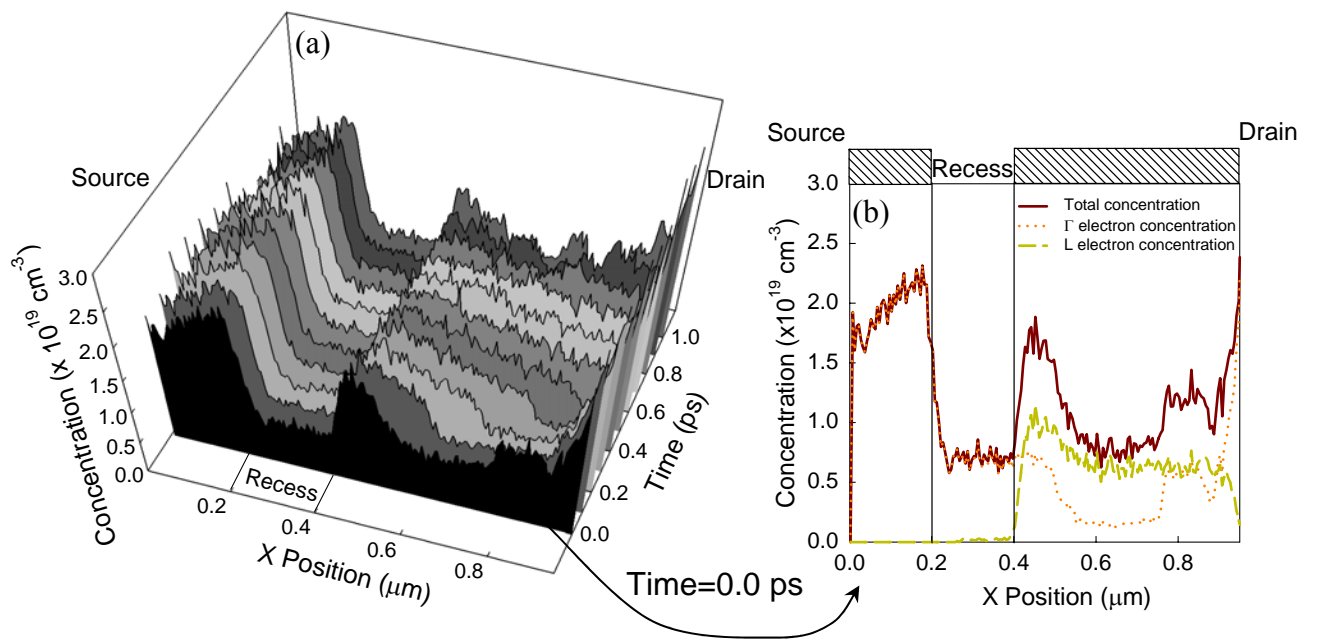 (a)
Source
Drain
Concentration (x 10¹⁹ cm⁻³)
3.0
2.5
2.0
1.5
1.0
0.5
0.0
Recess
0.2
0.4
0.6
0.8
X Position (μm)
0.0
0.2
0.4
0.6
0.8
1.0
Time (ps)
Time=0.0 ps
Source
Drain
Recess
(b)
Total concentration
Γ electron concentration
L electron concentration
Concentration (x10¹⁹ cm⁻³)
3.0
2.5
2.0
1.5
1.0
0.5
0.0
0.0 0.2 0.4 0.6 0.8
X Position (μm)